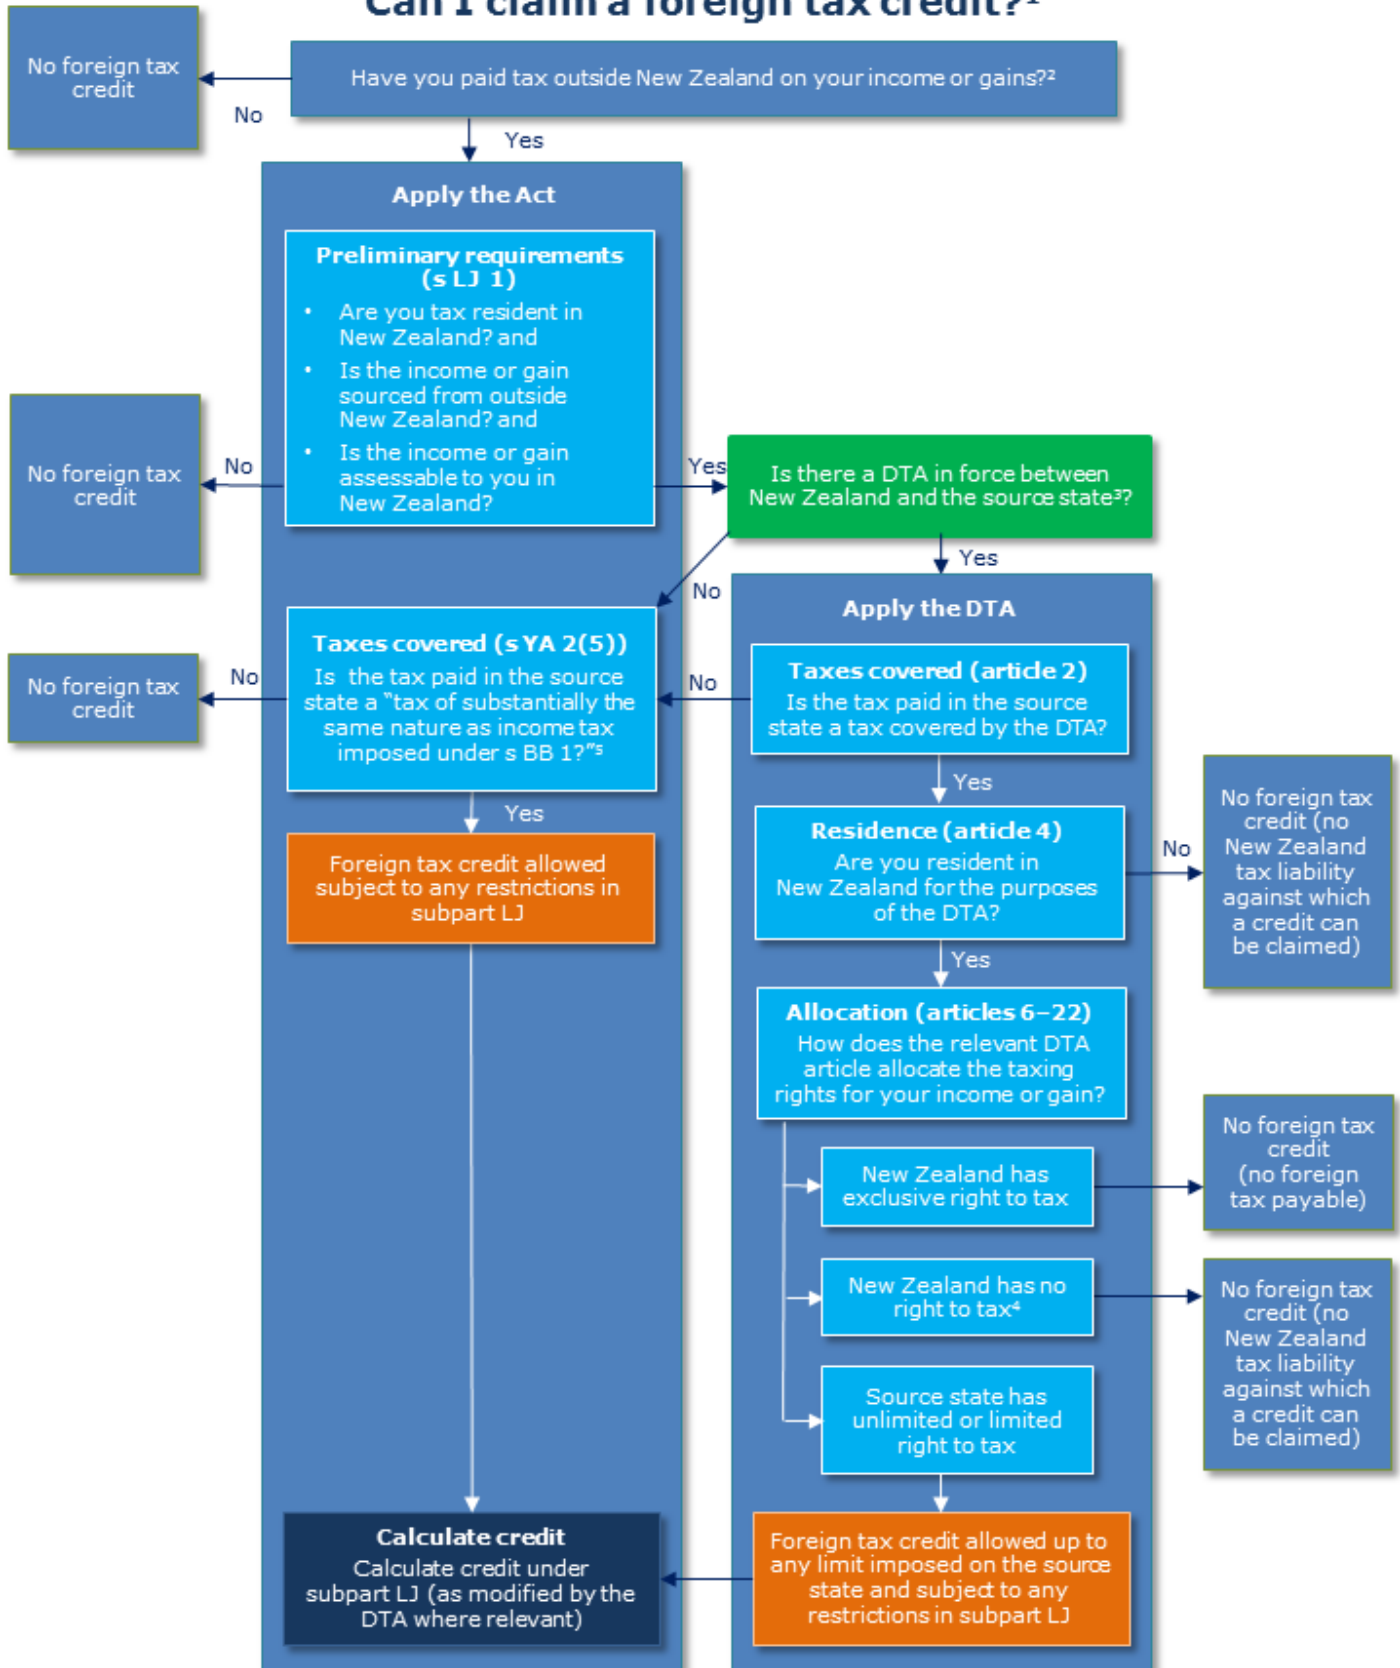 Can I claim a foreign tax credit?¹
No foreign tax
credit
Have you paid tax outside New Zealand on your income or gains?²
No
Yes
Apply the Act
Preliminary requirements
(s LJ 1)
• Are you tax resident in
New Zealand? and
• Is the income or gain
sourced from outside
New Zealand? and
• Is the income or gain
assessable to you in
New Zealand?
No
No foreign tax
credit
Yes
Is there a DTA in force between
New Zealand and the source state³?
No
Yes
Apply the DTA
Taxes covered (s YA 2(5))
Is the tax paid in the source
state a "tax of substantially the
same nature as income tax
imposed under s BB 1?"⁵
No
No foreign tax
credit
No
Taxes covered (article 2)
Is the tax paid in the source
state a tax covered by the DTA?
Yes
Yes
Foreign tax credit allowed
subject to any restrictions in
subpart LJ
Residence (article 4)
Are you resident in
New Zealand for the purposes
of the DTA?
No
No foreign tax
credit (no
New Zealand
tax liability
against which
a credit can
be claimed)
Yes
Allocation (articles 6–22)
How does the relevant DTA
article allocate the taxing
rights for your income or gain?
New Zealand has
exclusive right to tax
No foreign tax
credit
(no foreign
tax payable)
New Zealand has no
right to tax⁴
No foreign tax
credit (no
New Zealand
tax liability
against which
a credit can
be claimed)
Source state has
unlimited or limited
right to tax
Calculate credit
Calculate credit under
subpart LJ (as modified by the
DTA where relevant)
Foreign tax credit allowed up to
any limit imposed on the source
state and subject to any
restrictions in subpart LJ